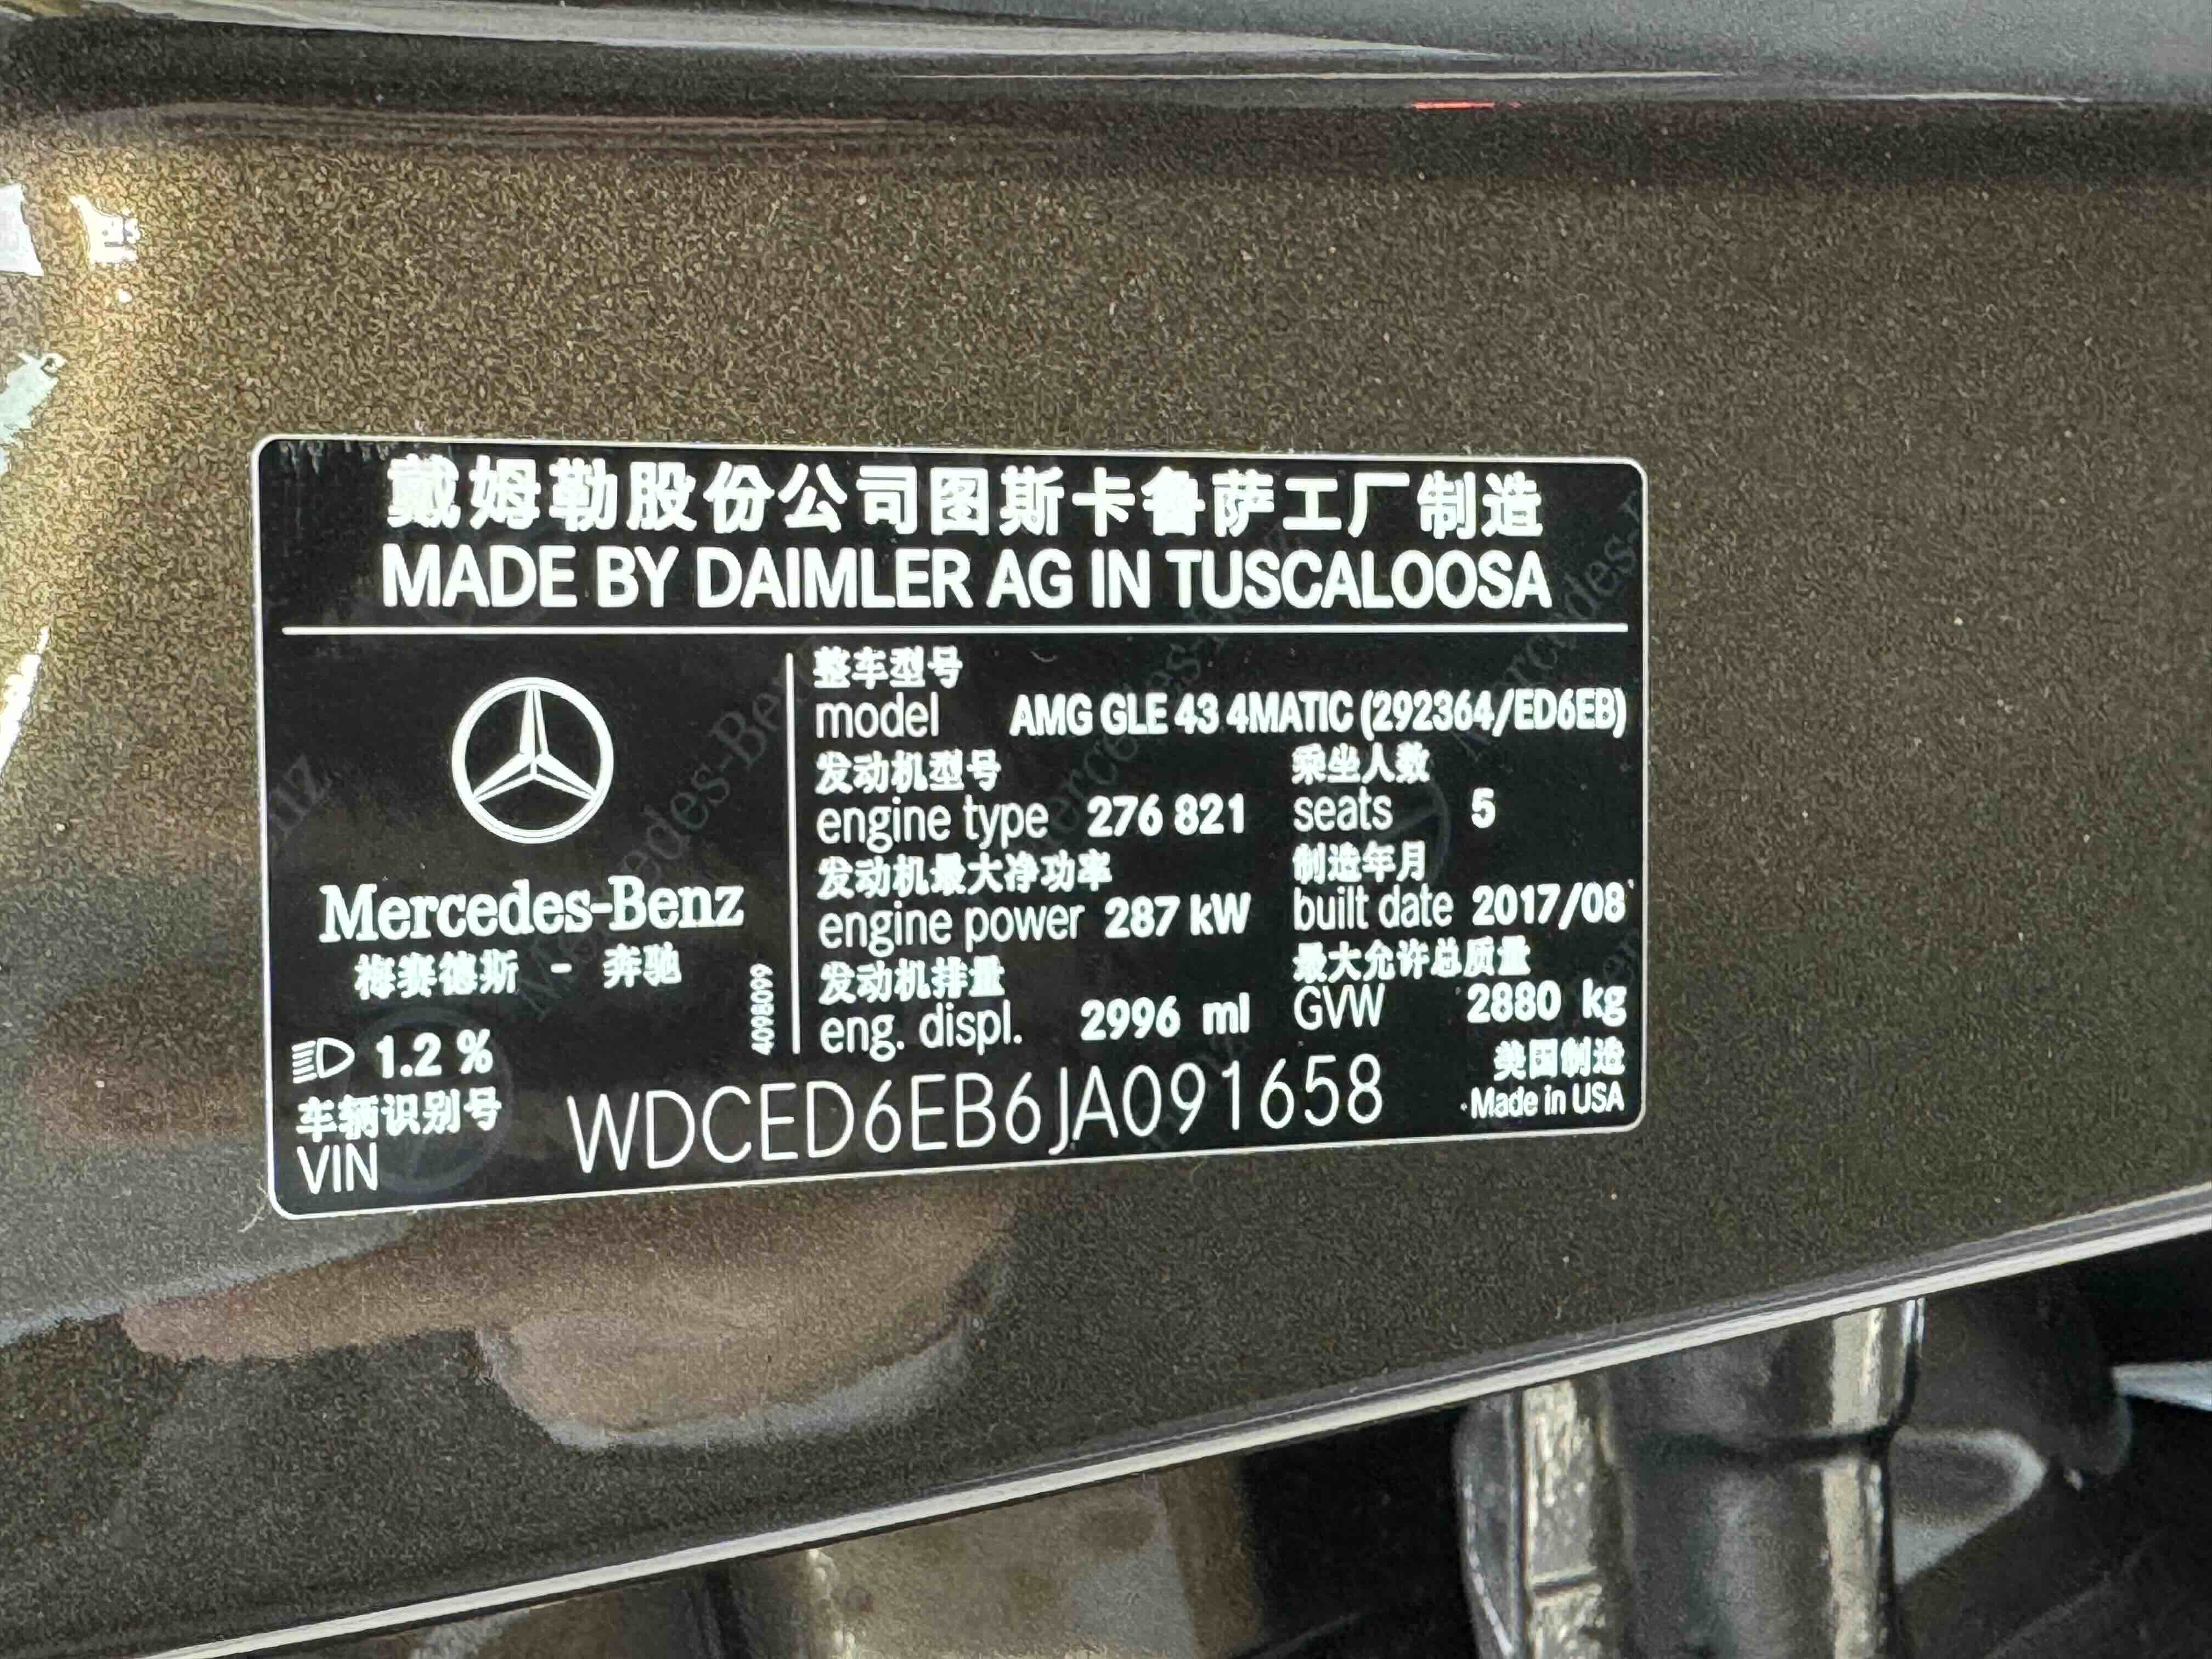 戴姆勒股份公司图斯卡鲁萨工厂制造
MADE BY DAIMLER AG IN TUSCALOOSA
Mercedes-Benz
梅赛德斯 - 奔驰
4098099
1.2 %
整车型号
model AMG GLE 43 4MATIC (292364/ED6EB)
发动机型号 乘坐人数
engine type 276 821 seats 5
发动机最大净功率 制造年月
engine power 287 kW built date 2017/08
发动机排量 最大允许总质量
eng. displ. 2996 ml GVW 2880 kg
美国制造
Made in USA
车辆识别号
VIN WDCED6EB6JA091658